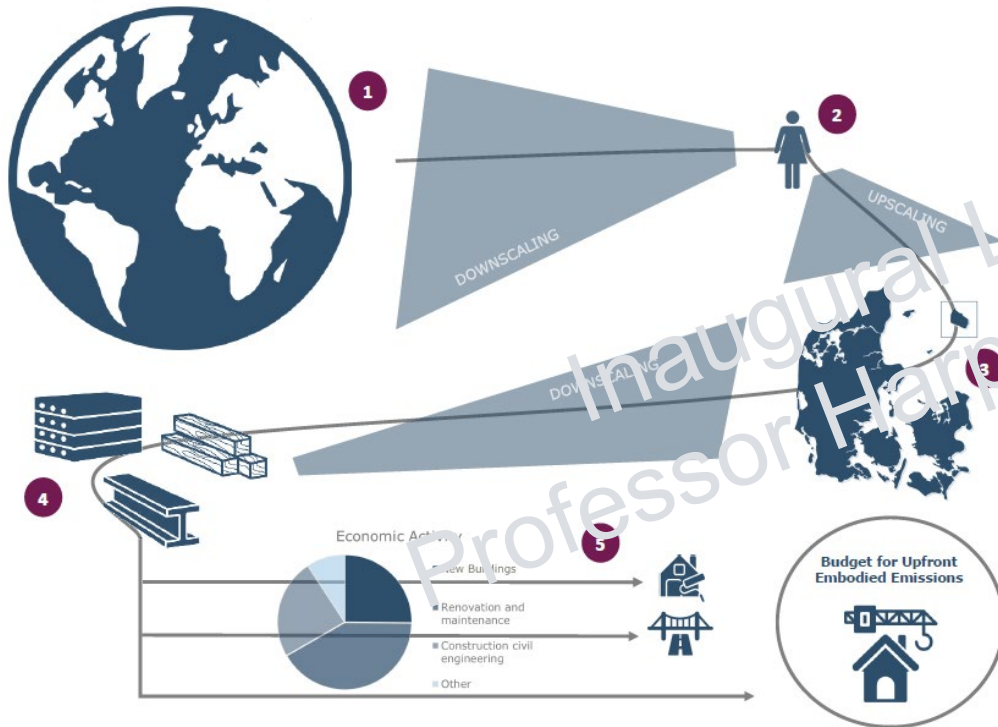 1
2
DOWNSCALING
UPSCALING
3
DOWNSCALING
4
5
Economic Activity
New Buildings
Renovation and
maintenance
Construction civil
engineering
Other
Budget for Upfront
Embodied Emissions
Inaugural
Professor